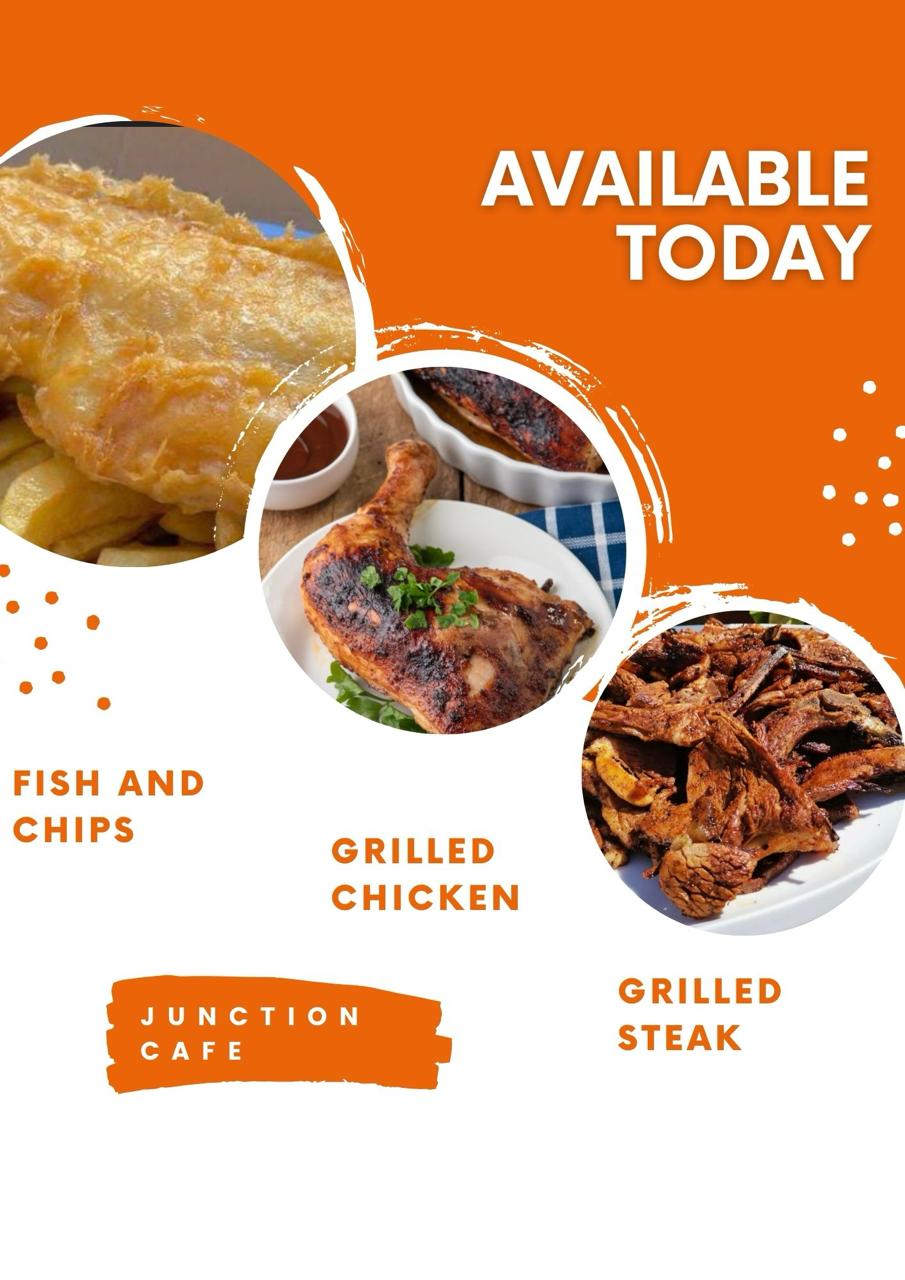 AVAILABLE
TODAY
FISH AND
CHIPS
GRILLED
CHICKEN
GRILLED
STEAK
JUNCTION
CAFE